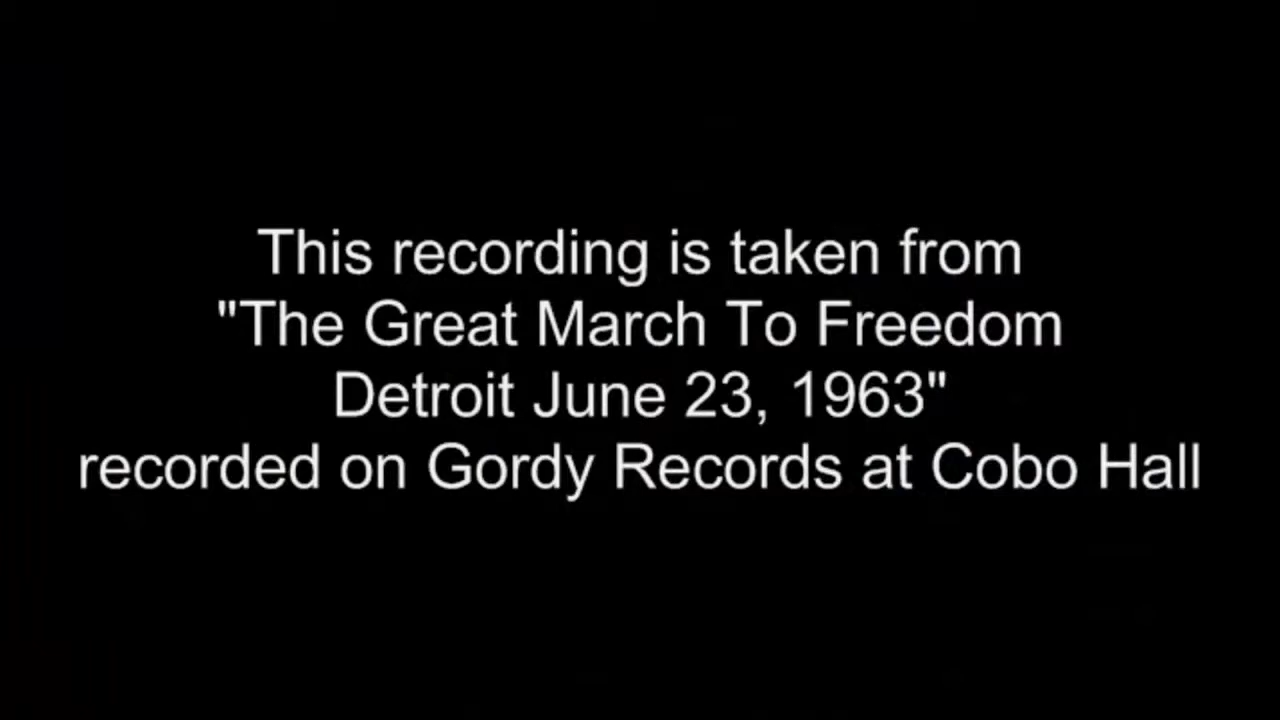 This recording is taken from
"The Great March To Freedom
Detroit June 23, 1963"
recorded on Gordy Records at Cobo Hall